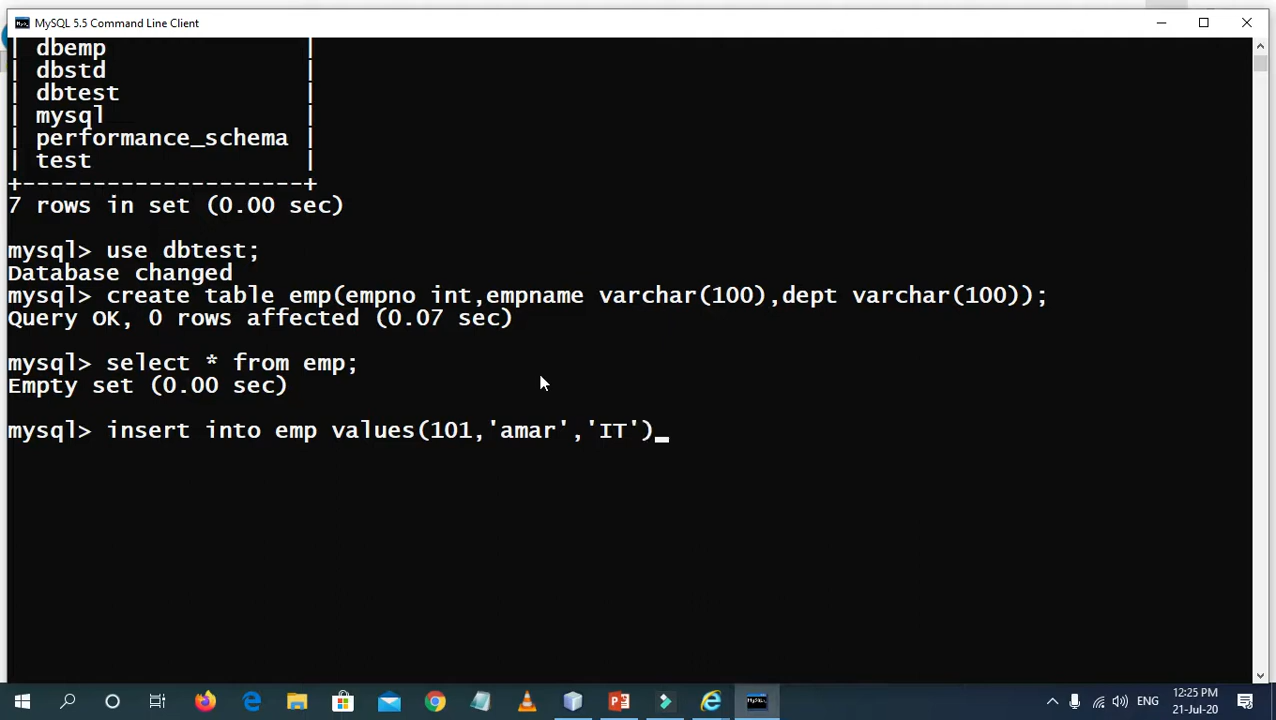 MySQL 5.5 Command Line Client
| dbemp              |
| dbstd              |
| dbtest             |
| mysql              |
| performance_schema |
| test               |
+--------------------+
7 rows in set (0.00 sec)
mysql> use dbtest;
Database changed
mysql> create table emp(empno int,empname varchar(100),dept varchar(100));
Query OK, 0 rows affected (0.07 sec)
mysql> select * from emp;
Empty set (0.00 sec)
mysql> insert into emp values(101,'amar','IT')_
ENG
12:25 PM
21-Jul-20